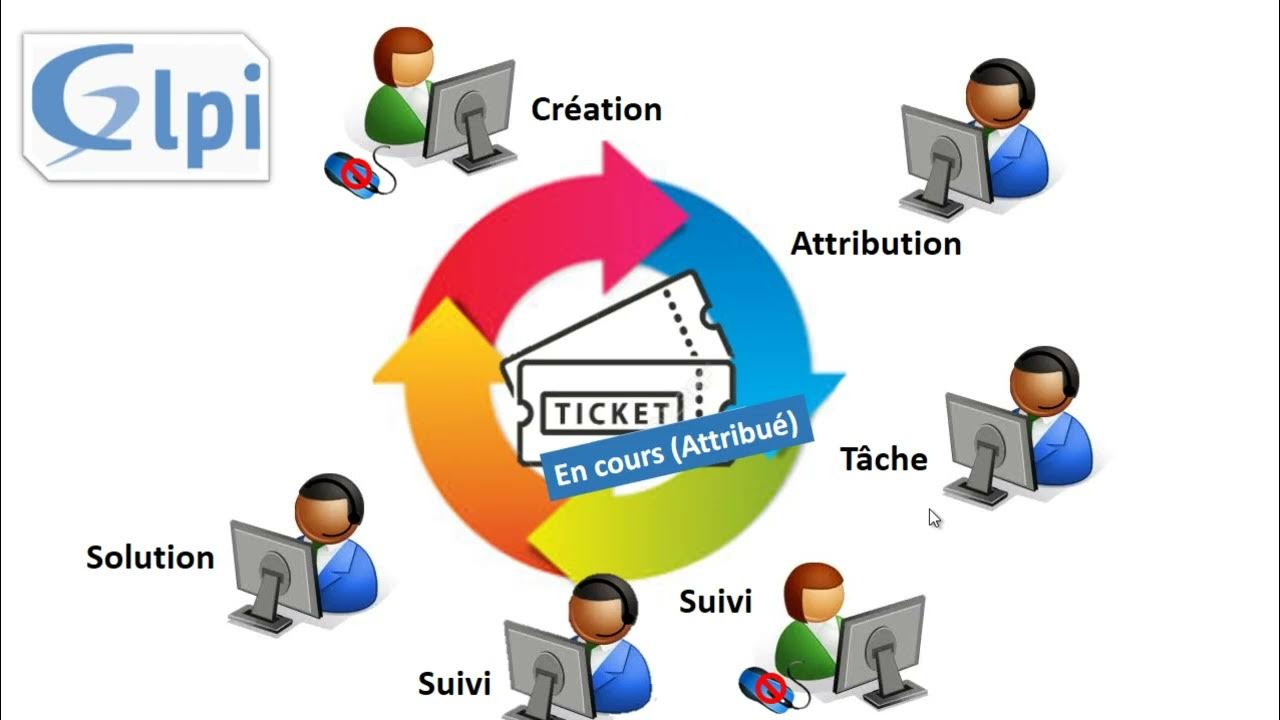 Glpi
Création
Attribution
TICKET
En cours (Attribué)
Tâche
Solution
Suivi
Suivi